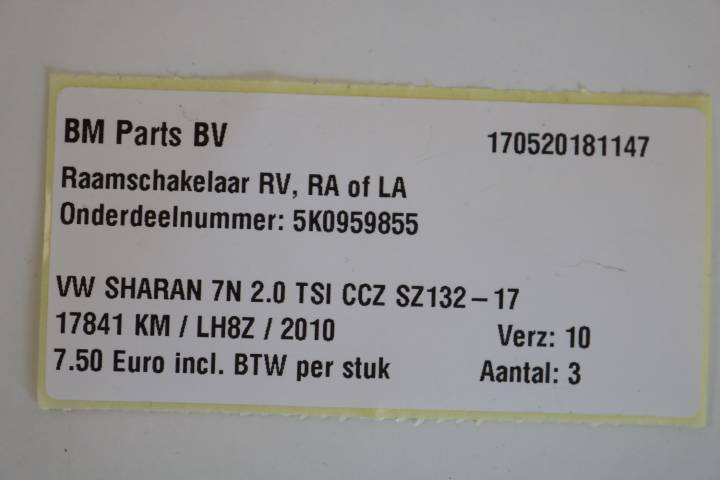 BM Parts BV 170520181147
Raamschakelaar RV, RA of LA
Onderdeelnummer: 5K0959855
VW SHARAN 7N 2.0 TSI CCZ SZ132-17
17841 KM / LH8Z / 2010 Verz: 10
7.50 Euro incl. BTW per stuk Aantal: 3